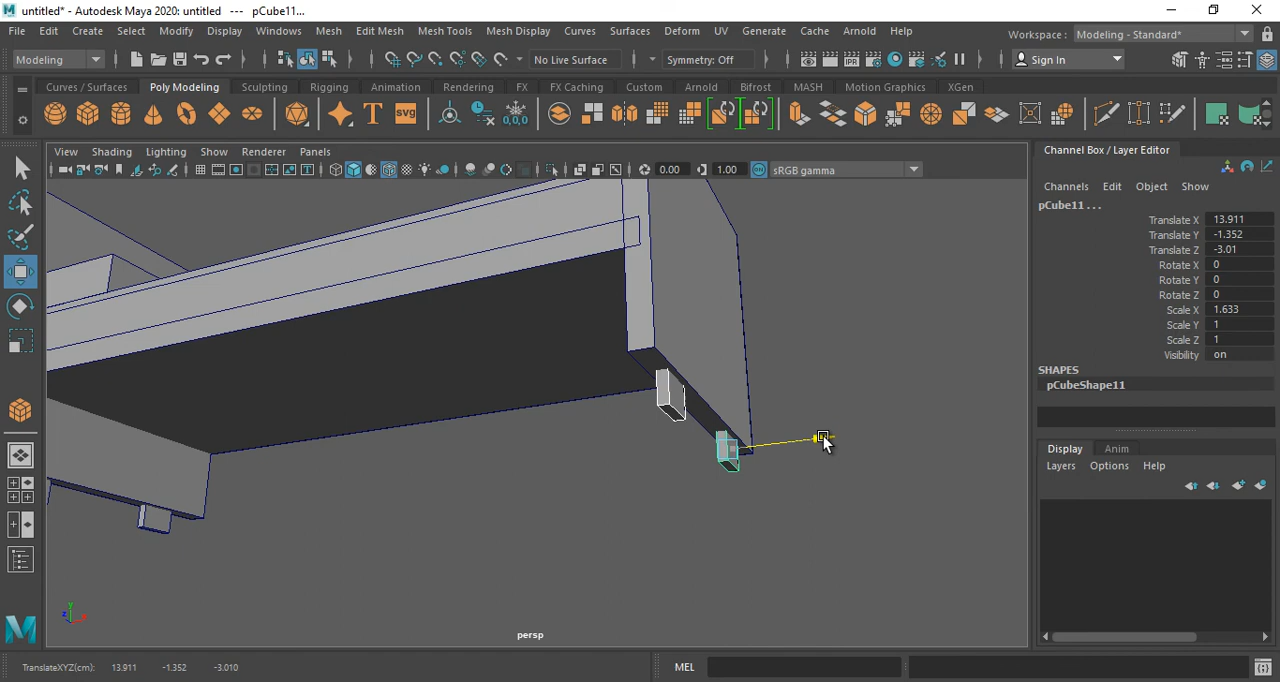 untitled* - Autodesk Maya 2020: untitled --- pCube11...
File Edit Create Select Modify Display Windows Mesh Edit Mesh Mesh Tools Mesh Display Curves Surfaces Deform UV Generate Cache Arnold Help Workspace : Modeling - Standard*
Modeling No Live Surface Symmetry: Off Sign In
Curves / Surfaces Poly Modeling Sculpting Rigging Animation Rendering FX FX Caching Custom Arnold Bifrost MASH Motion Graphics XGen
T SVG
View Shading Lighting Show Renderer Panels
0.00 1.00 sRGB gamma
Channel Box / Layer Editor
Channels Edit Object Show
pCube11 . . .
Translate X 13.911
Translate Y -1.352
Translate Z -3.01
Rotate X 0
Rotate Y 0
Rotate Z 0
Scale X 1.633
Scale Y 1
Scale Z 1
Visibility on
SHAPES
pCubeShape11
Display Anim
Layers Options Help
persp
TranslateXYZ(cm): 13.911 -1.352 -3.010 MEL